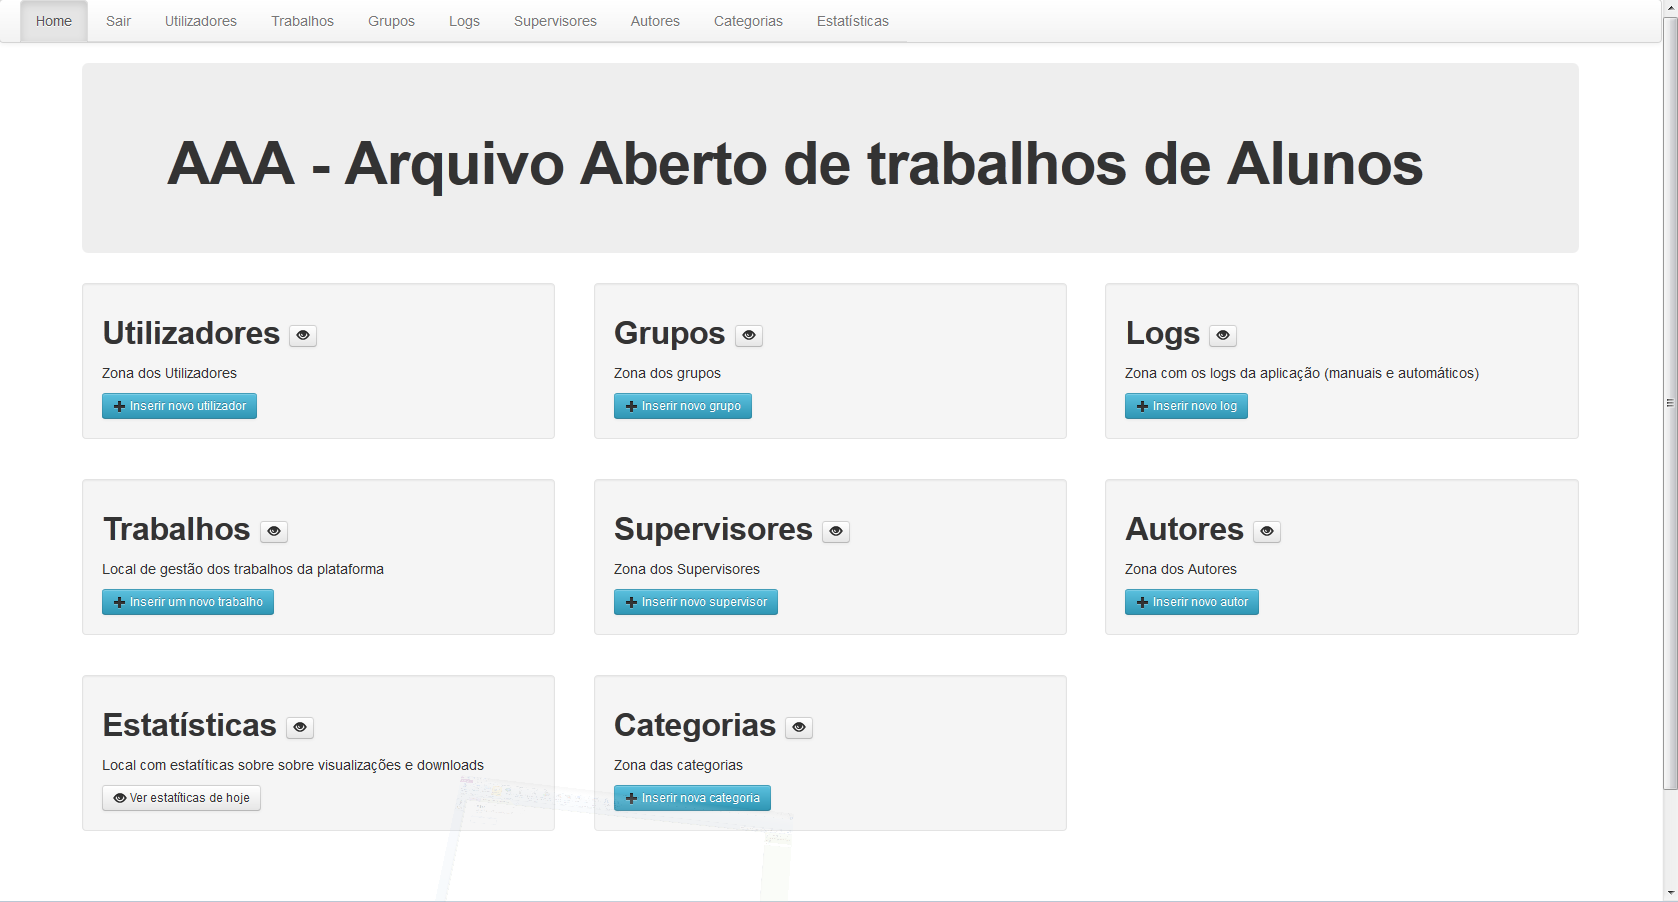 Home Sair Utilizadores Trabalhos Grupos Logs Supervisores Autores Categorias Estatísticas
AAA - Arquivo Aberto de trabalhos de Alunos
Utilizadores
Zona dos Utilizadores
Inserir novo utilizador
Grupos
Zona dos grupos
Inserir novo grupo
Logs
Zona com os logs da aplicação (manuais e automáticos)
Inserir novo log
Trabalhos
Local de gestão dos trabalhos da plataforma
Inserir um novo trabalho
Supervisores
Zona dos Supervisores
Inserir novo supervisor
Autores
Zona dos Autores
Inserir novo autor
Estatísticas
Local com estatíticas sobre sobre visualizações e downloads
Ver estatíticas de hoje
Categorias
Zona das categorias
Inserir nova categoria